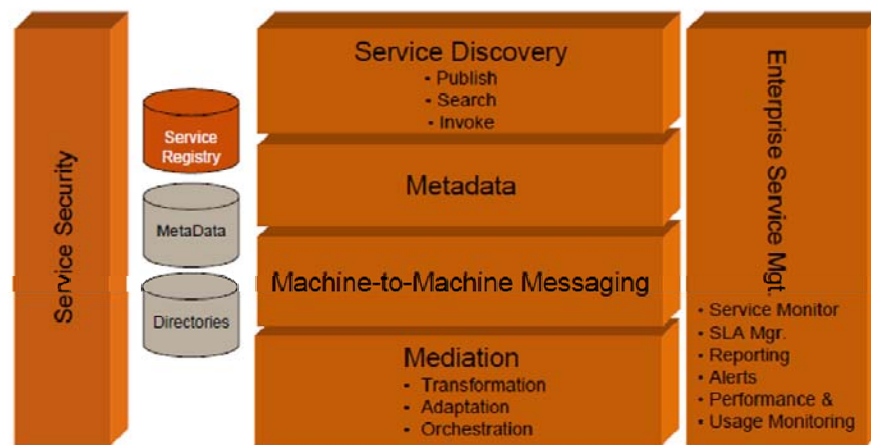 Service Security
Service
Registry
MetaData
Directories
Service Discovery
• Publish
• Search
• Invoke
Metadata
Machine-to-Machine Messaging
Mediation
• Transformation
• Adaptation
• Orchestration
Enterprise Service Mgt.
• Service Monitor
• SLA Mgr.
• Reporting
• Alerts
• Performance &
• Usage Monitoring